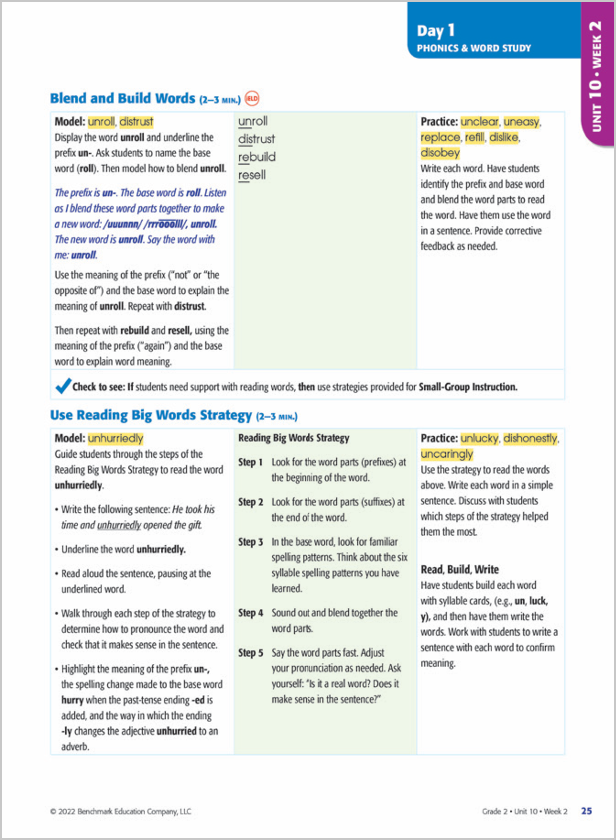 Day 1
PHONICS & WORD STUDY
UNIT 10 • WEEK 2
Blend and Build Words (2–3 MIN.) ELD
Model: unroll, distrust
Display the word unroll and underline the
prefix un-. Ask students to name the base
word (roll). Then model how to blend unroll.
The prefix is un-. The base word is roll. Listen
as I blend these word parts together to make
a new word: /uuunnn/ /rrrōōōlll/, unroll.
The new word is unroll. Say the word with
me: unroll.
Use the meaning of the prefix (“not” or “the
opposite of”) and the base word to explain the
meaning of unroll. Repeat with distrust.
Then repeat with rebuild and resell, using the
meaning of the prefix (“again”) and the base
word to explain word meaning.
unroll
distrust
rebuild
resell
Practice: unclear, uneasy,
replace, refill, dislike,
disobey
Write each word. Have students
identify the prefix and base word
and blend the word parts to read
the word. Have them use the word
in a sentence. Provide corrective
feedback as needed.
Check to see: If students need support with reading words, then use strategies provided for Small-Group Instruction.
Use Reading Big Words Strategy (2–3 MIN.)
Model: unhurriedly
Guide students through the steps of the
Reading Big Words Strategy to read the word
unhurriedly.
• Write the following sentence: He took his
time and unhurriedly opened the gift.
• Underline the word unhurriedly.
• Read aloud the sentence, pausing at the
underlined word.
• Walk through each step of the strategy to
determine how to pronounce the word and
check that it makes sense in the sentence.
• Highlight the meaning of the prefix un-,
the spelling change made to the base word
hurry when the past-tense ending -ed is
added, and the way in which the ending
-ly changes the adjective unhurried to an
adverb.
Reading Big Words Strategy
Step 1 Look for the word parts (prefixes) at
the beginning of the word.
Step 2 Look for the word parts (suffixes) at
the end of the word.
Step 3 In the base word, look for familiar
spelling patterns. Think about the six
syllable spelling patterns you have
learned.
Step 4 Sound out and blend together the
word parts.
Step 5 Say the word parts fast. Adjust
your pronunciation as needed. Ask
yourself: “Is it a real word? Does it
make sense in the sentence?”
Practice: unlucky, dishonestly,
uncaringly
Use the strategy to read the words
above. Write each word in a simple
sentence. Discuss with students
which steps of the strategy helped
them the most.
Read, Build, Write
Have students build each word
with syllable cards, (e.g., un, luck,
y), and then have them write the
words. Work with students to write a
sentence with each word to confirm
meaning.
© 2022 Benchmark Education Company, LLC
Grade 2 • Unit 10 • Week 2 25